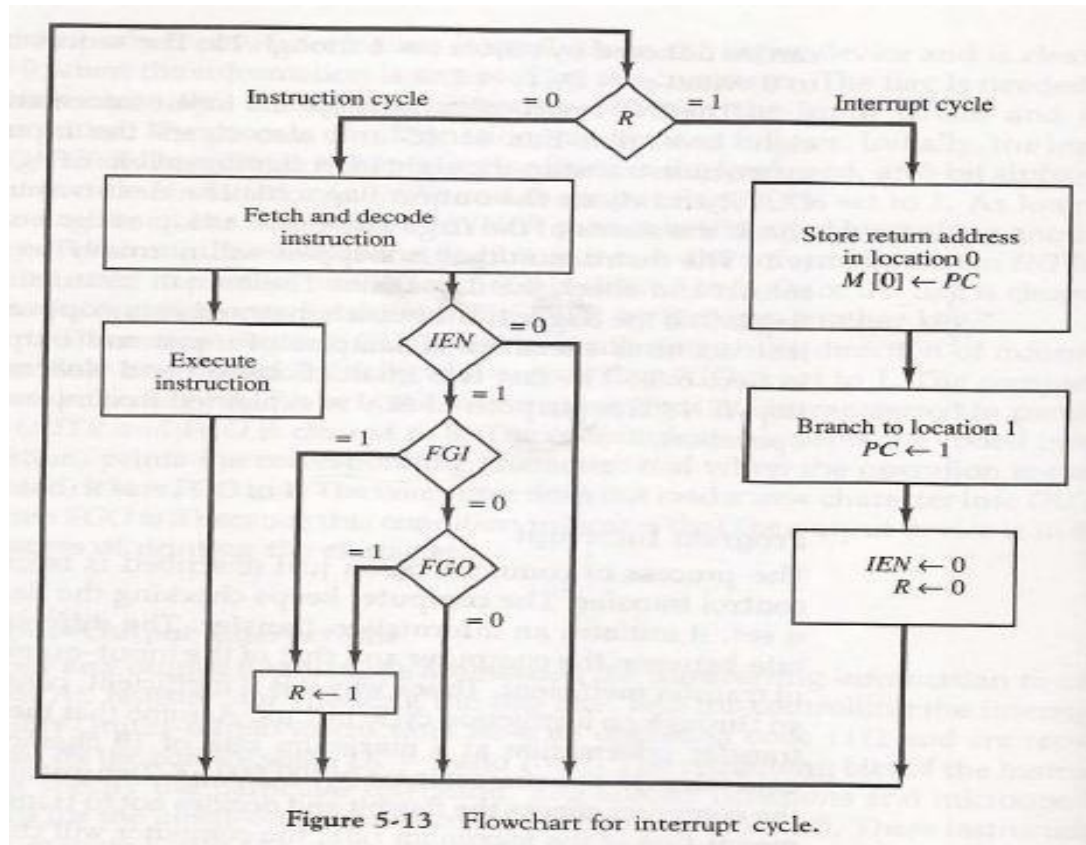 Instruction cycle
= 0
R
= 1
Interrupt cycle
Fetch and decode
instruction
Store return address
in location 0
M [0] ← PC
IEN
= 0
Execute
instruction
= 1
Branch to location 1
PC ← 1
= 1
FGI
= 0
= 1
FGO
IEN ← 0
R ← 0
= 0
R ← 1
Figure 5-13 Flowchart for interrupt cycle.